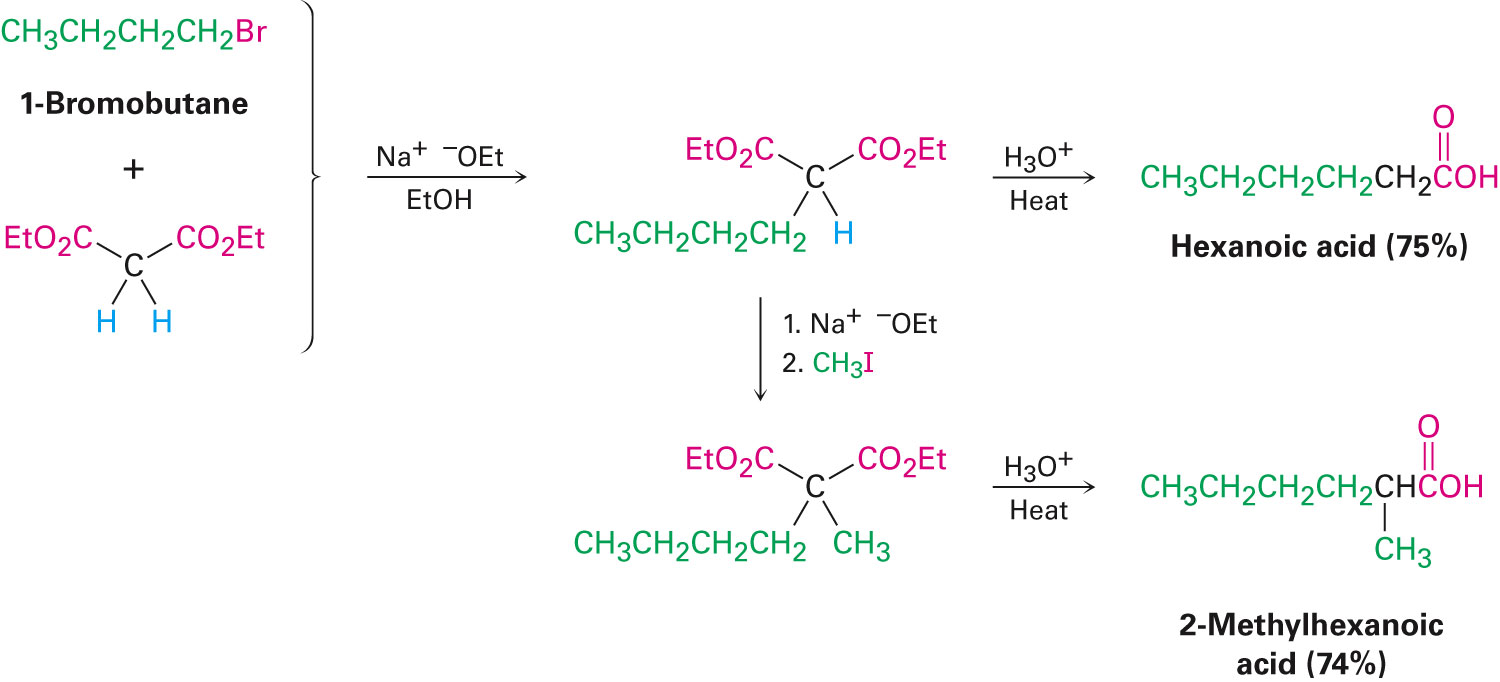 CH₃CH₂CH₂CH₂Br
1-Bromobutane
+
EtO₂C CO₂Et
C
H H
Na⁺ ⁻OEt
EtOH
EtO₂C CO₂Et
C
CH₃CH₂CH₂CH₂ H
H₃O⁺
Heat
O
CH₃CH₂CH₂CH₂CH₂COH
Hexanoic acid (75%)
1. Na⁺ ⁻OEt
2. CH₃I
EtO₂C CO₂Et
C
CH₃CH₂CH₂CH₂ CH₃
H₃O⁺
Heat
O
CH₃CH₂CH₂CH₂CHCOH
CH₃
2-Methylhexanoic
acid (74%)